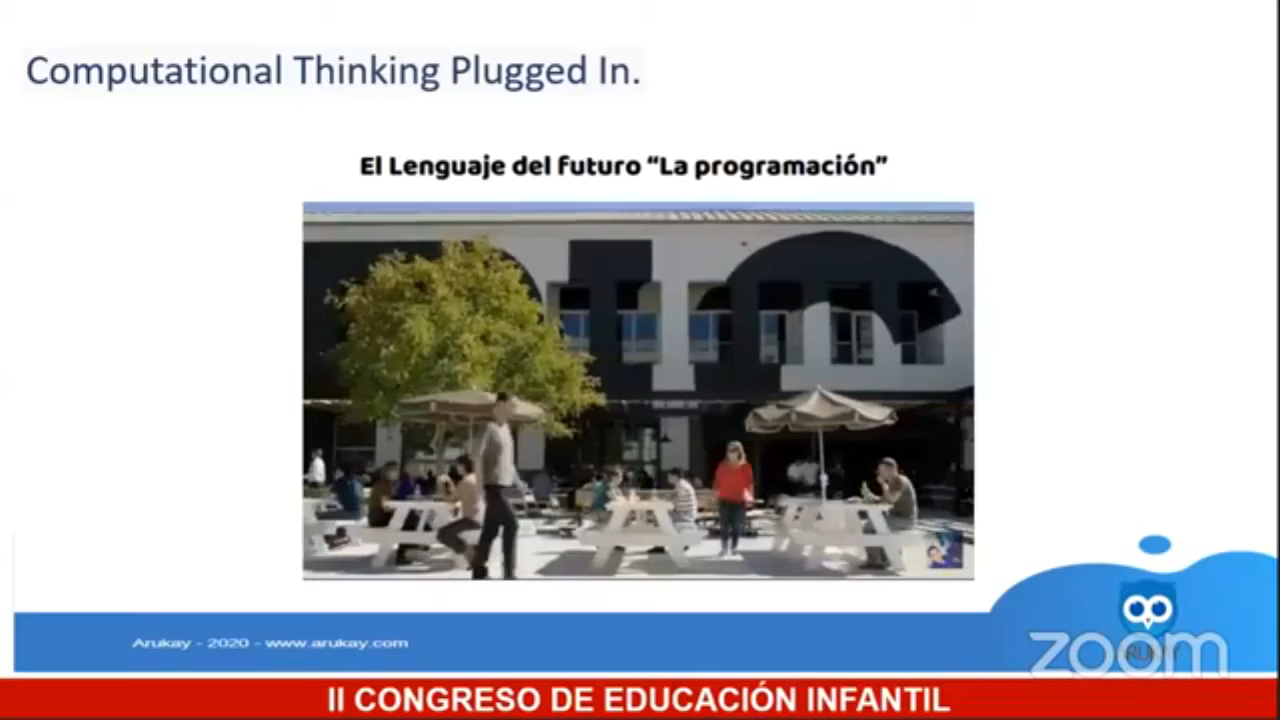 Computational Thinking Plugged In.
El Lenguaje del futuro “La programación”
Arukay - 2020 - www.arukay.com
zoom
II CONGRESO DE EDUCACIÓN INFANTIL